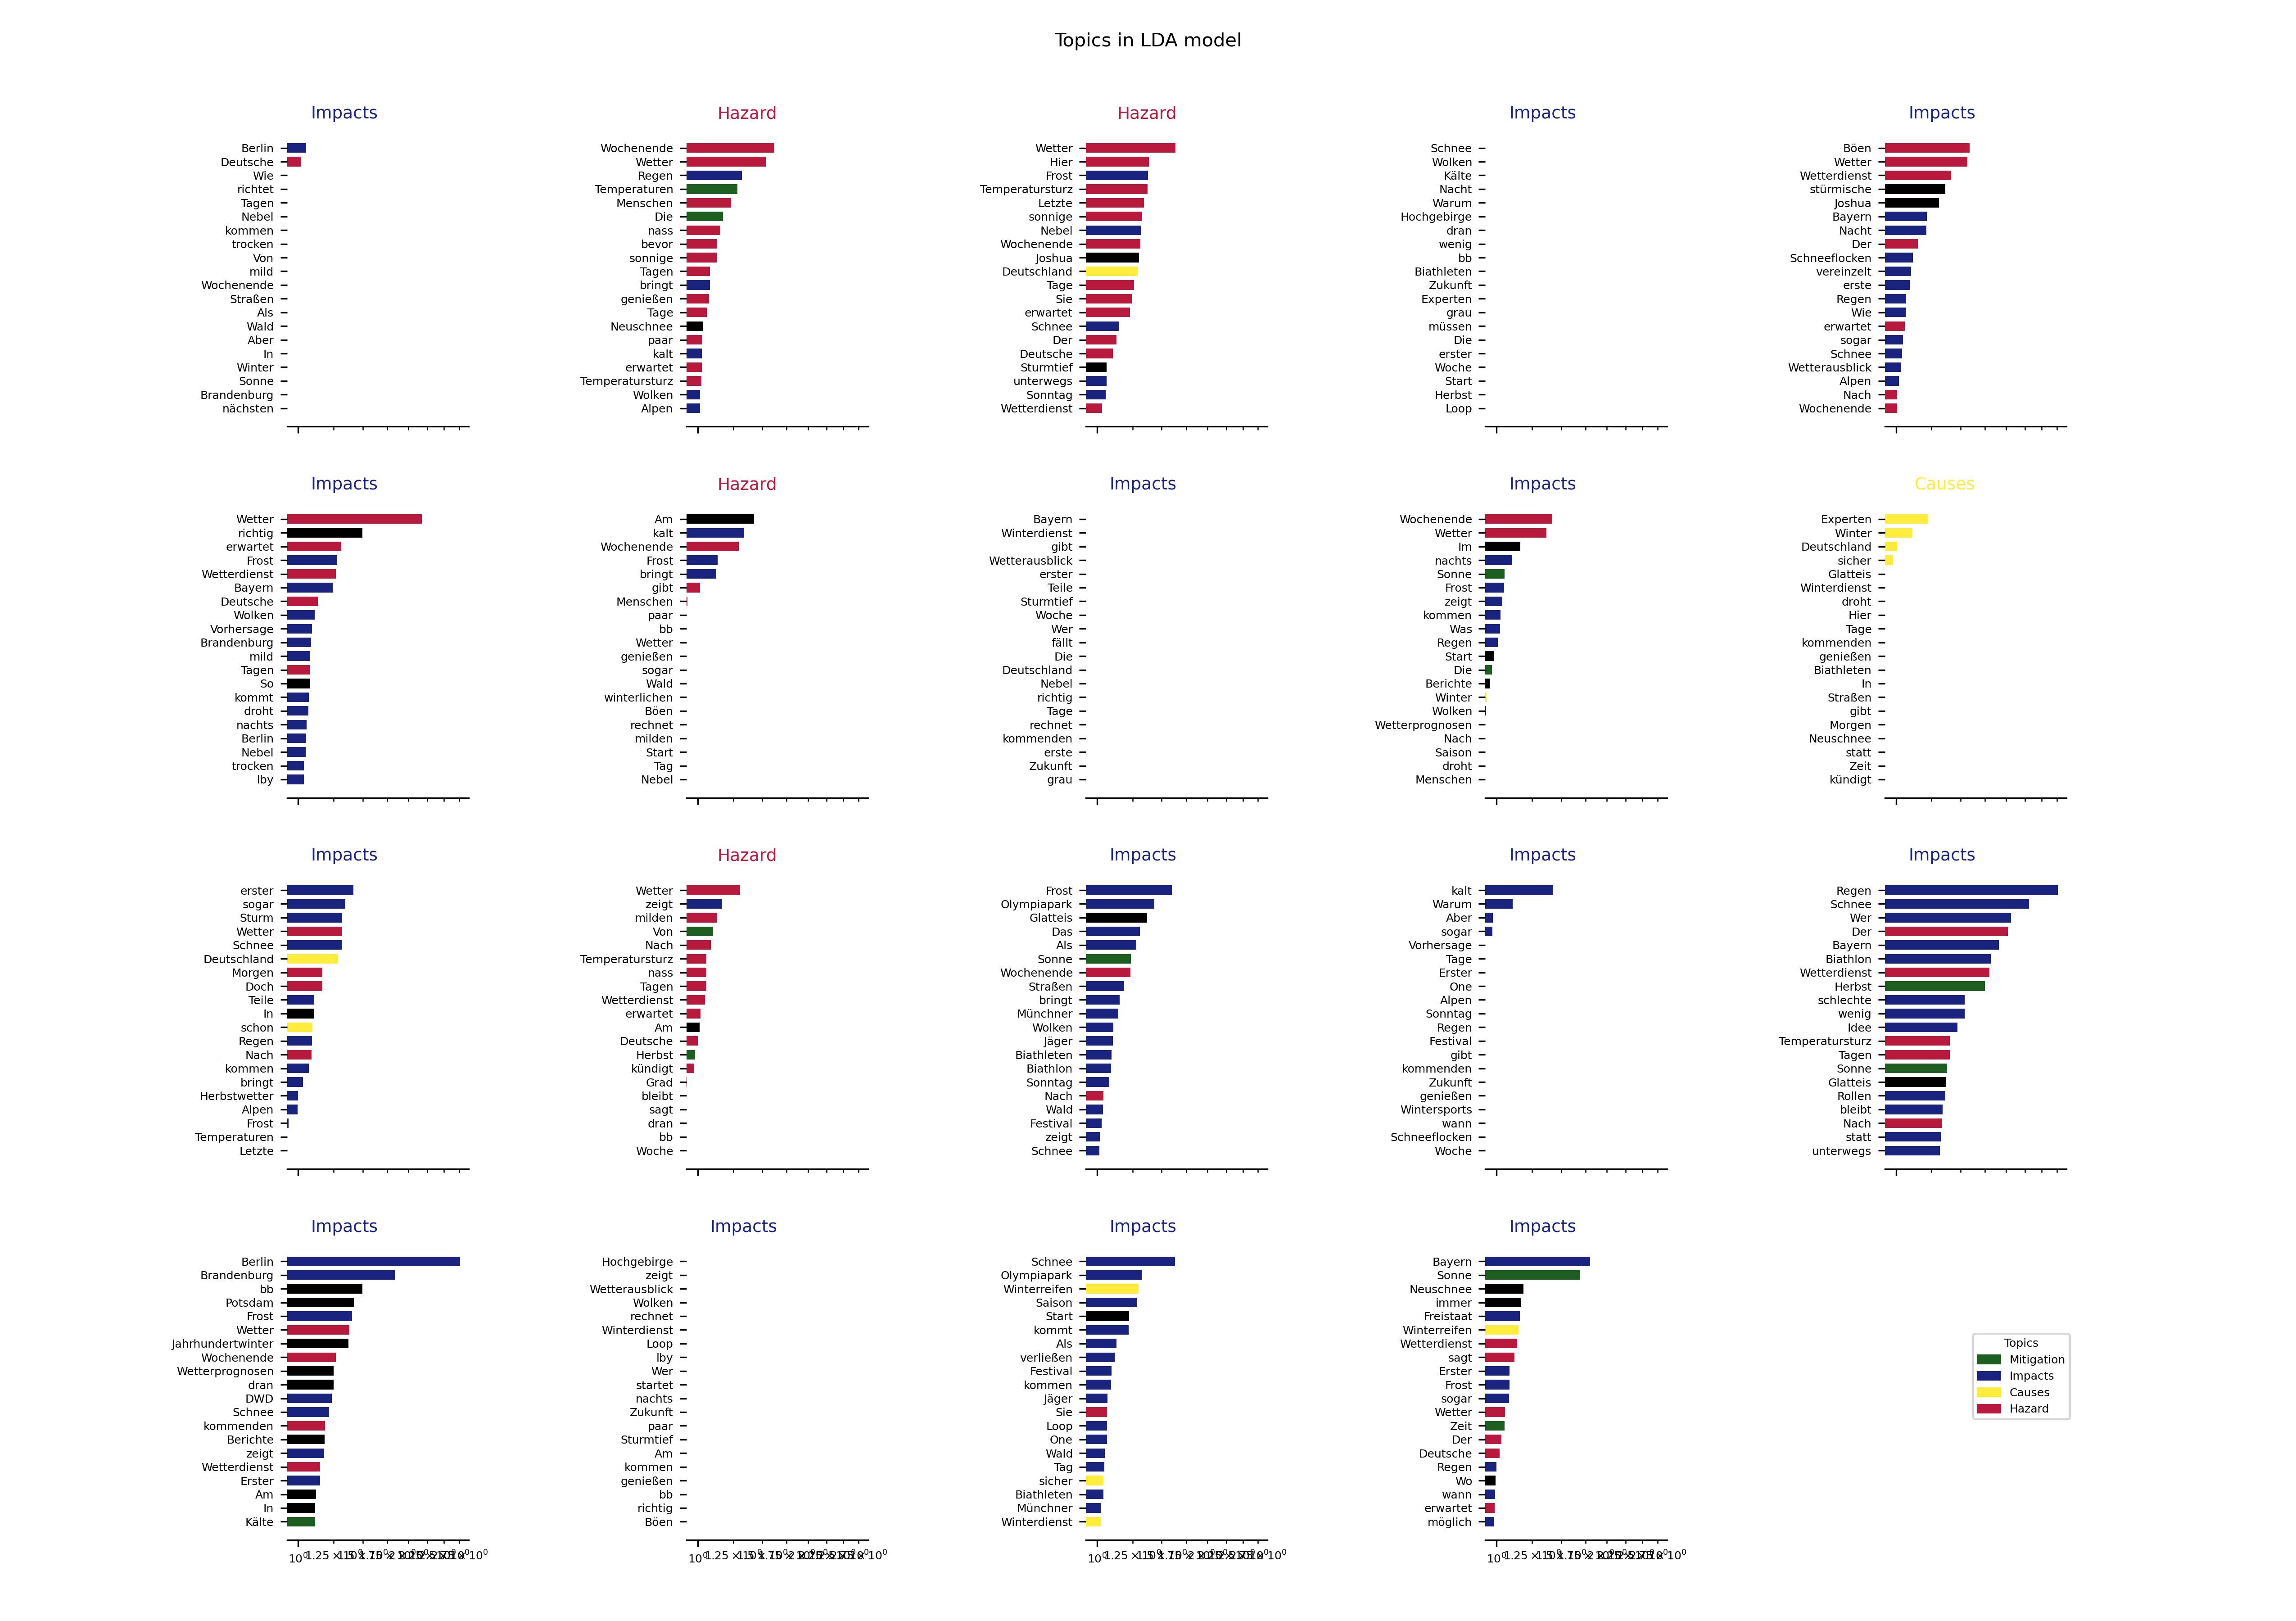 Topics in LDA model
Impacts
Berlin
Deutsche
Wie
richtet
Tagen
Nebel
kommen
trocken
Von
mild
Wochenende
Straßen
Als
Wald
Aber
In
Winter
Sonne
Brandenburg
nächsten
Hazard
Wochenende
Wetter
Regen
Temperaturen
Menschen
Die
nass
bevor
sonnige
Tagen
bringt
genießen
Tage
Neuschnee
paar
kalt
erwartet
Temperatursturz
Wolken
Alpen
Hazard
Wetter
Hier
Frost
Temperatursturz
Letzte
sonnige
Nebel
Wochenende
Joshua
Deutschland
Tage
Sie
erwartet
Schnee
Der
Deutsche
Sturmtief
unterwegs
Sonntag
Wetterdienst
Impacts
Schnee
Wolken
Kälte
Nacht
Warum
Hochgebirge
dran
wenig
bb
Biathleten
Zukunft
Experten
grau
müssen
Die
erster
Woche
Start
Herbst
Loop
Impacts
Böen
Wetter
Wetterdienst
stürmische
Joshua
Bayern
Nacht
Der
Schneeflocken
vereinzelt
erste
Regen
Wie
erwartet
sogar
Schnee
Wetterausblick
Alpen
Nach
Wochenende
Impacts
Wetter
richtig
erwartet
Frost
Wetterdienst
Bayern
Deutsche
Wolken
Vorhersage
Brandenburg
mild
Tagen
So
kommt
droht
nachts
Berlin
Nebel
trocken
lby
Hazard
Am
kalt
Wochenende
Frost
bringt
gibt
Menschen
paar
bb
Wetter
genießen
sogar
Wald
winterlichen
Böen
rechnet
milden
Start
Tag
Nebel
Impacts
Bayern
Winterdienst
gibt
Wetterausblick
erster
Teile
Sturmtief
Woche
Wer
fällt
Die
Deutschland
Nebel
richtig
Tage
rechnet
kommenden
erste
Zukunft
grau
Impacts
Wochenende
Wetter
Im
nachts
Sonne
Frost
zeigt
kommen
Was
Regen
Start
Die
Berichte
Winter
Wolken
Wetterprognosen
Nach
Saison
droht
Menschen
Causes
Experten
Winter
Deutschland
sicher
Glatteis
Winterdienst
droht
Hier
Tage
kommenden
genießen
Biathleten
In
Straßen
gibt
Morgen
Neuschnee
statt
Zeit
kündigt
Impacts
erster
sogar
Sturm
Wetter
Schnee
Deutschland
Morgen
Doch
Teile
In
schon
Regen
Nach
kommen
bringt
Herbstwetter
Alpen
Frost
Temperaturen
Letzte
Hazard
Wetter
zeigt
milden
Von
Nach
Temperatursturz
nass
Tagen
Wetterdienst
erwartet
Am
Deutsche
Herbst
kündigt
Grad
bleibt
sagt
dran
bb
Woche
Impacts
Frost
Olympiapark
Glatteis
Das
Als
Sonne
Wochenende
Straßen
bringt
Münchner
Wolken
Jäger
Biathleten
Biathlon
Sonntag
Nach
Wald
Festival
zeigt
Schnee
Impacts
kalt
Warum
Aber
sogar
Vorhersage
Tage
Erster
One
Alpen
Sonntag
Regen
Festival
gibt
kommenden
Zukunft
genießen
Wintersports
wann
Schneeflocken
Woche
Impacts
Regen
Schnee
Wer
Der
Bayern
Biathlon
Wetterdienst
Herbst
schlechte
wenig
Idee
Temperatursturz
Tagen
Sonne
Glatteis
Rollen
bleibt
Nach
statt
unterwegs
Impacts
Berlin
Brandenburg
bb
Potsdam
Frost
Wetter
Jahrhundertwinter
Wochenende
Wetterprognosen
dran
DWD
Schnee
kommenden
Berichte
zeigt
Wetterdienst
Erster
Am
In
Kälte
Impacts
Hochgebirge
zeigt
Wetterausblick
Wolken
rechnet
Winterdienst
Loop
lby
Wer
startet
nachts
Zukunft
paar
Sturmtief
Am
kommen
genießen
bb
richtig
Böen
Impacts
Schnee
Olympiapark
Winterreifen
Saison
Start
kommt
Als
verließen
Festival
kommen
Jäger
Sie
Loop
One
Wald
Tag
sicher
Biathleten
Münchner
Winterdienst
Impacts
Bayern
Sonne
Neuschnee
immer
Freistaat
Winterreifen
Wetterdienst
sagt
Erster
Frost
sogar
Wetter
Zeit
Der
Deutsche
Regen
Wo
wann
erwartet
möglich
Topics
Mitigation
Impacts
Causes
Hazard